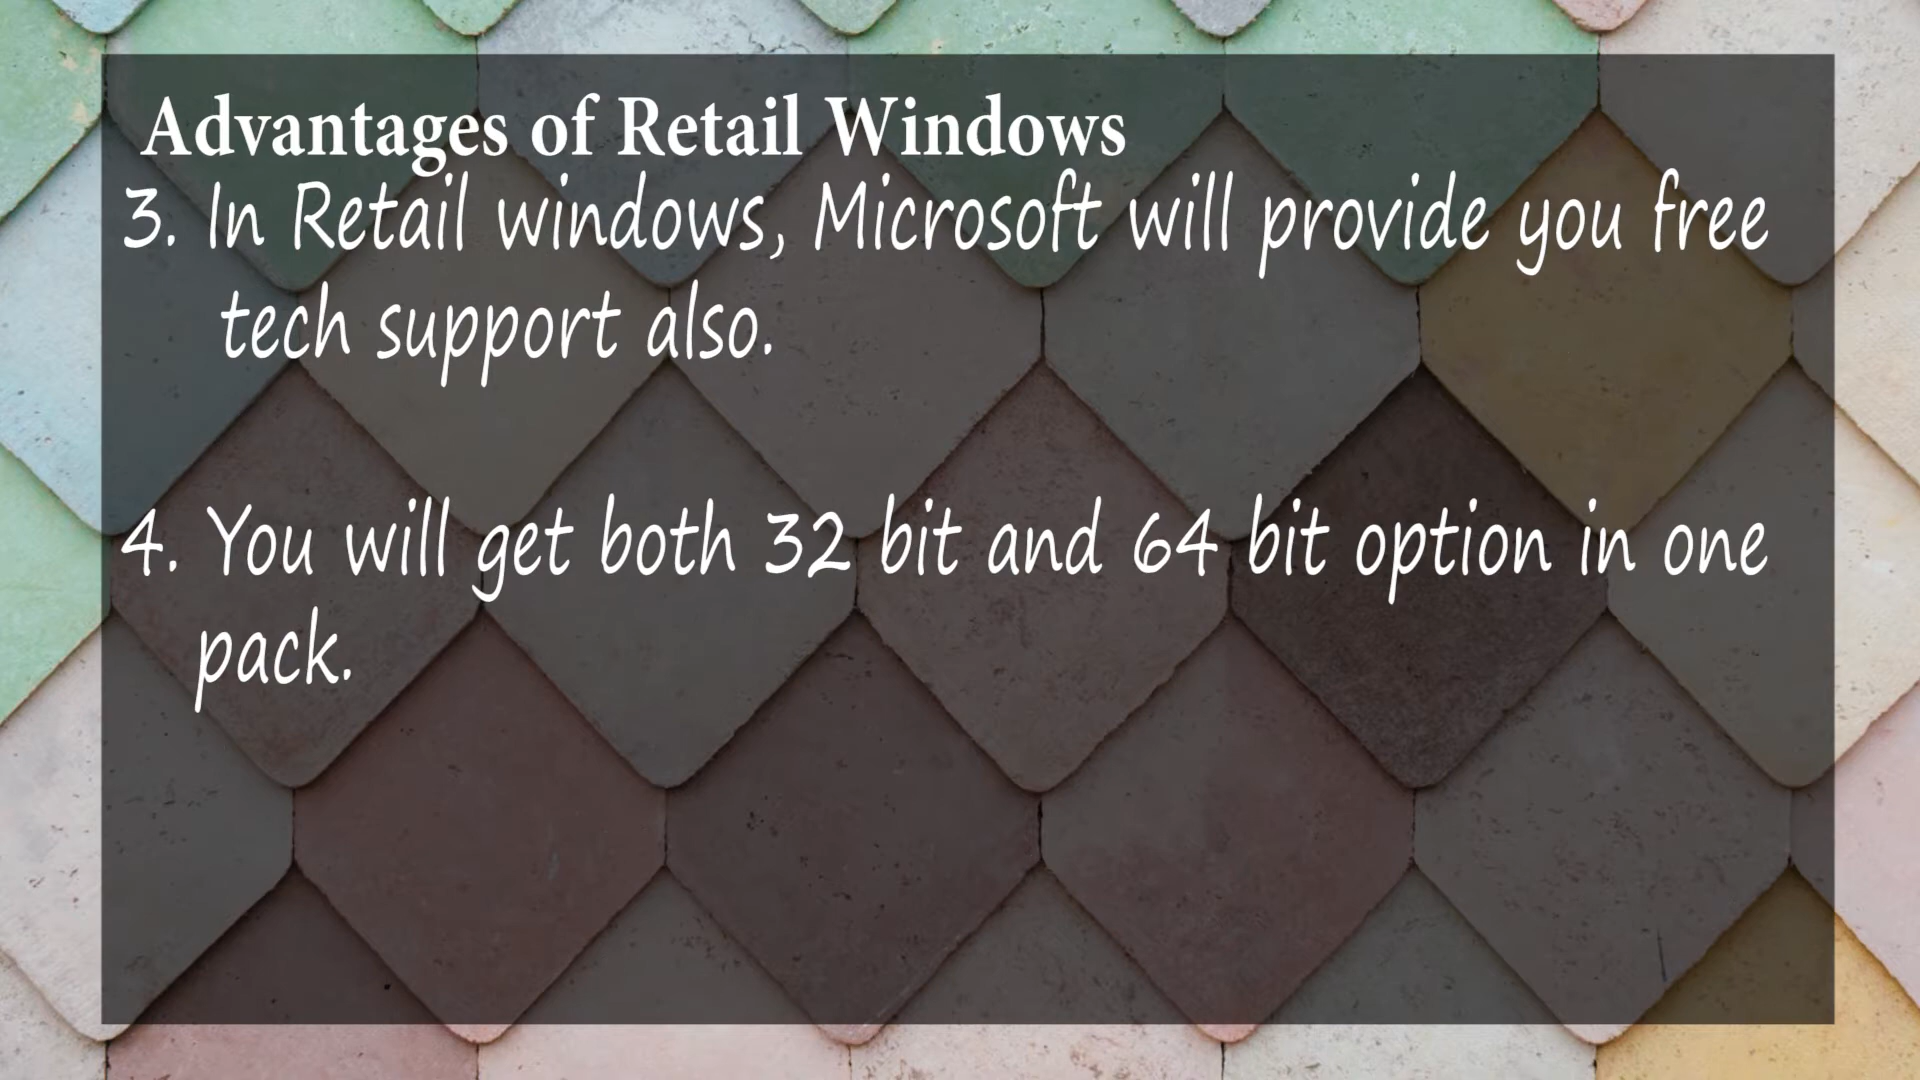 Advantages of Retail Windows
3. In Retail windows, Microsoft will provide you free
tech support also.
4. You will get both 32 bit and 64 bit option in one
pack.